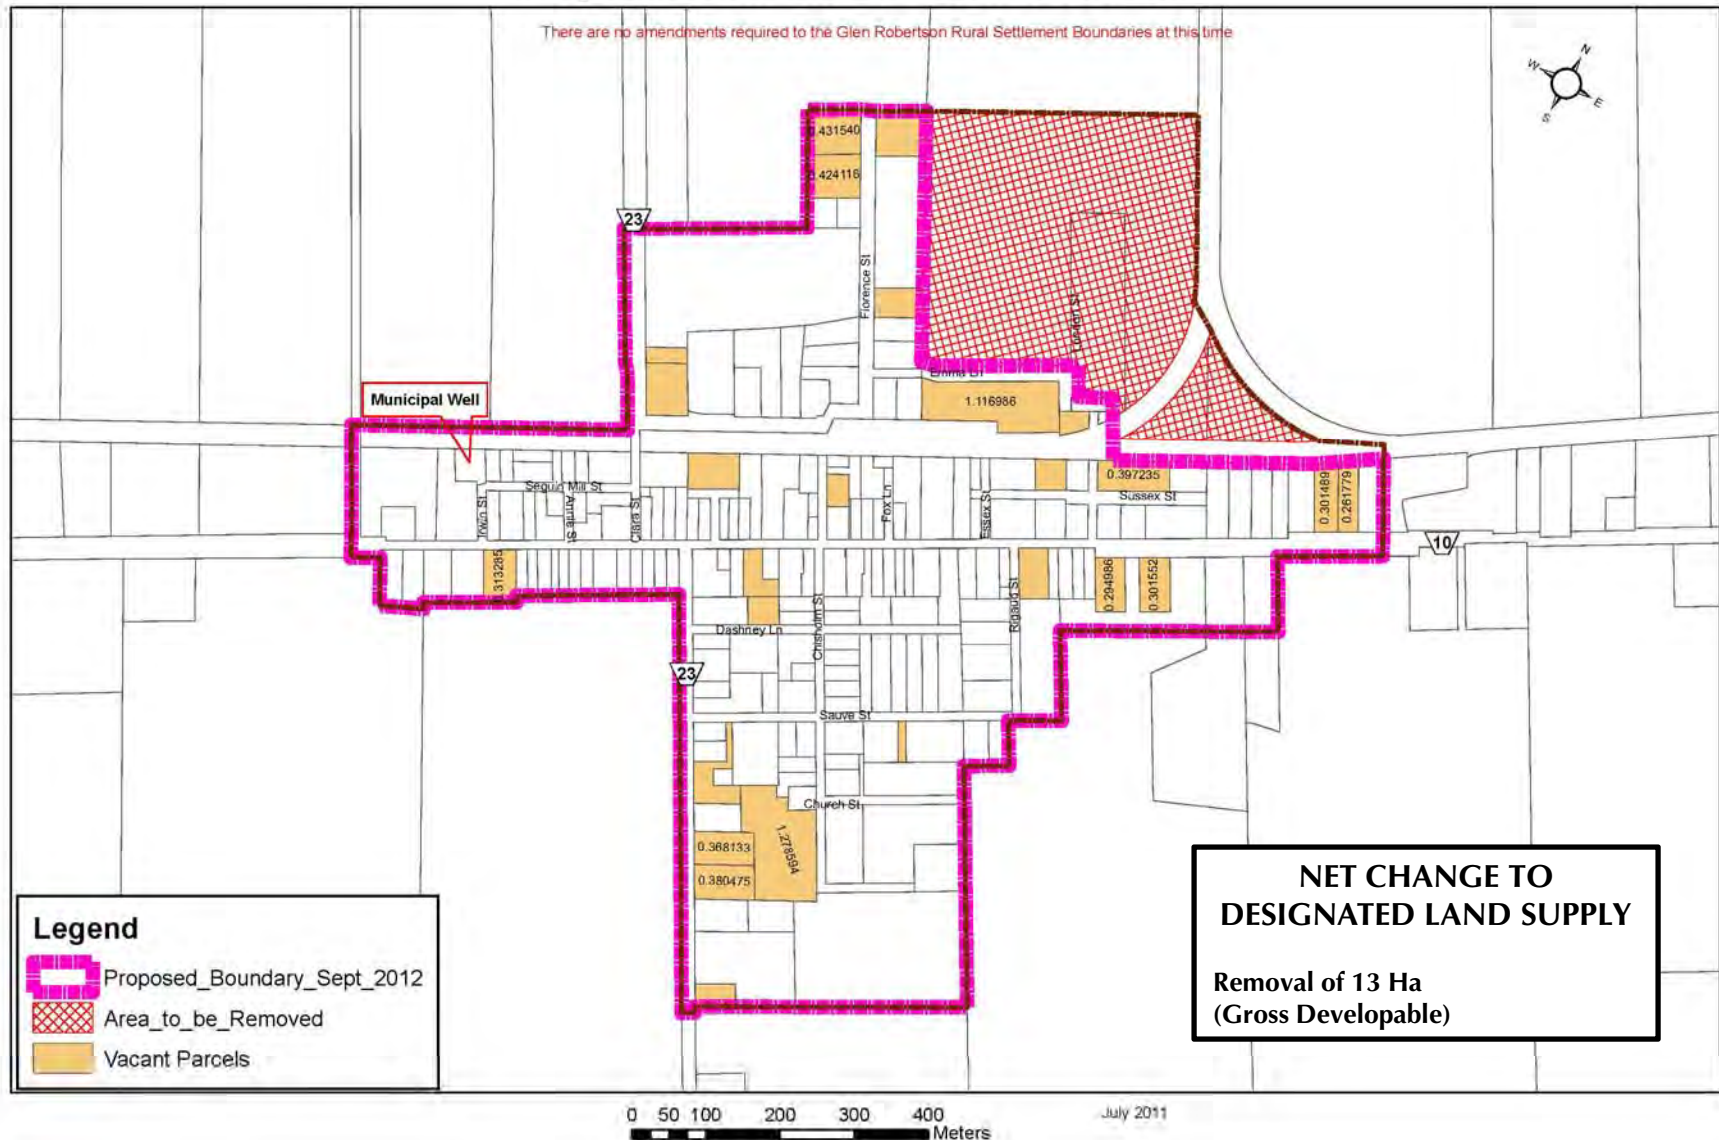 There are no amendments required to the Glen Robertson Rural Settlement Boundaries at this time
N
W
E
S
0.431540
0.424116
23
Florence St
London St
Emma Ln
Municipal Well
1.116986
0.397235
Seguin Mill St
Sussex St
0.301489
0.261779
Irwin St
Annie St
Clara St
Fox Ln
Essex St
10
0.313285
0.294986
0.301552
Rigaud St
Chisholm St
Dashney Ln
23
Sauve St
Church St
0.368133
1.278594
0.380475
NET CHANGE TO
DESIGNATED LAND SUPPLY
Removal of 13 Ha
(Gross Developable)
Legend
Proposed_Boundary_Sept_2012
Area_to_be_Removed
Vacant Parcels
0 50 100 200 300 400
Meters
July 2011